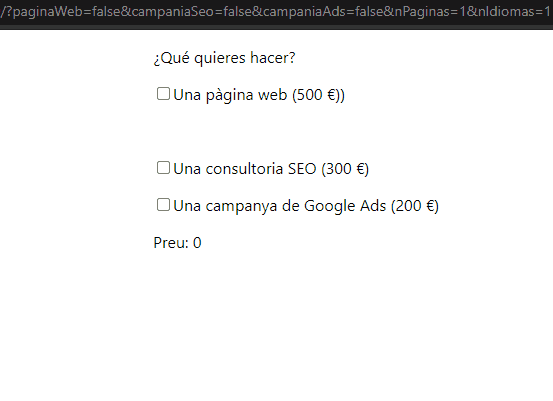 /?paginaWeb=false&campaniaSeo=false&campaniaAds=false&nPaginas=1&nIdiomas=1
¿Qué quieres hacer?
Una pàgina web (500 €))
Una consultoria SEO (300 €)
Una campanya de Google Ads (200 €)
Preu: 0